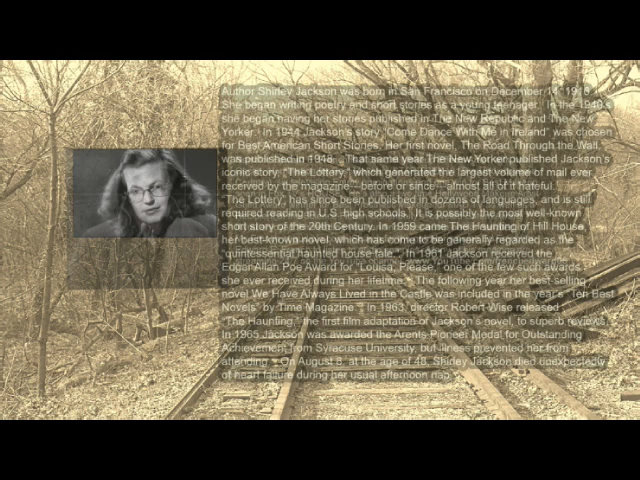 Author Shirley Jackson was born in San Francisco on December 14, 1916.
She began writing poetry and short stories as a young teenager. In the 1940's
she began having her stories published in The New Republic and The New
Yorker. In 1944 Jackson's story "Come Dance With Me in Ireland" was chosen
for Best American Short Stories. Her first novel, The Road Through the Wall,
was published in 1948. That same year The New Yorker published Jackson's
iconic story, "The Lottery," which generated the largest volume of mail ever
received by the magazine - before or since - almost all of it hateful.
"The Lottery" has since been published in dozens of languages, and is still
required reading in U.S. high schools. It is possibly the most well-known
short story of the 20th Century. In 1959 came The Haunting of Hill House,
her best-known novel, which has come to be generally regarded as the
"quintessential haunted house tale." In 1961 Jackson received the
Edgar Allan Poe Award for "Louisa, Please," one of the few such awards
she ever received during her lifetime. The following year her best-selling
novel We Have Always Lived in the Castle was included in the year's "Ten Best
Novels" by Time Magazine. In 1963, director Robert Wise released
"The Haunting," the first film adaptation of Jackson's novel, to superb reviews.
In 1965 Jackson was awarded the Arents Pioneer Medal for Outstanding
Achievement from Syracuse University, but illness prevented her from
attending. On August 8, at the age of 48, Shirley Jackson died unexpectedly
of heart failure during her usual afternoon nap.